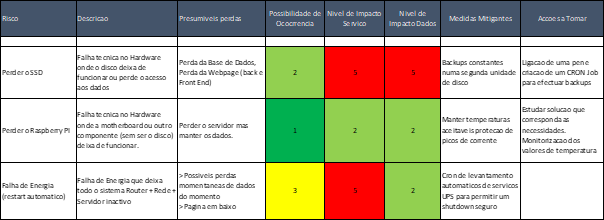 Risco
Descricao
Presumiveis perdas
Possibilidade de
Ococrrencia
Nivel de Impacto
Servico
Nivel de
Impacto Dados
Medidas Mitigantes
Accoes a Tomar
Perder o SSD
Falha tecnica no Hardware
onde o disco deixa de
funcionar ou perde o acesso
aos dados
Perda da Base de Dados,
Perda da Webpage (back e
Front End)
2
5
5
Backups constantes
numa segunda unidade
de disco
Ligacao de uma pen e
criacao de um CRON Job
para efectuar backups
Perder o Raspberry PI
Falha tecnica no Hardware
onde a motherboard ou outro
componente (sem ser o disco)
deixa de funcionar.
Perder o servidor mas
manter os dados.
1
2
2
Manter temperaturas
aceitaveis protecao de
picos de corrente
Estudar solucao que
corresponda as
necessidades.
Monitorizacao dos
valores de temperatura
Falha de Energia
(restart automatico)
Falha de Energia que deixa
todo o sistema Router + Rede +
Servidor inactivo
> Possiveis perdas
momentaneas de dados
do momento
> Pagina em baixo
3
5
2
Cron de levantamento
automaticos de servicos
UPS para permitir um
shutdown seguro